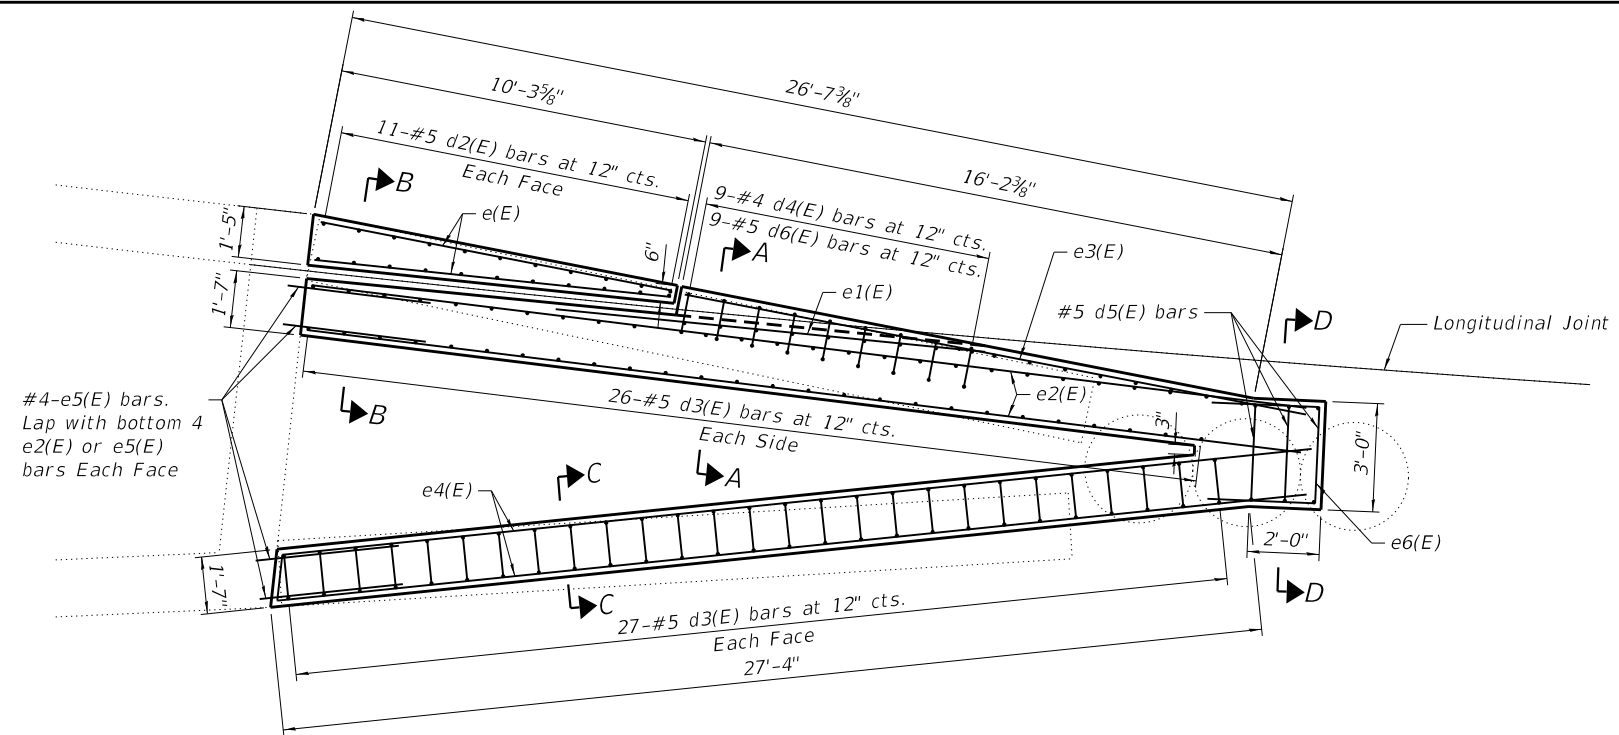 26'-7⅜"
10'-3⅝"
11-#5 d2(E) bars at 12" cts.
Each Face
16'-2⅜"
B
e(E)
9-#4 d4(E) bars at 12" cts.
9-#5 d6(E) bars at 12" cts.
1'-5"
6"
A
e3(E)
e1(E)
1'-7"
#5 d5(E) bars
D
Longitudinal Joint
#4-e5(E) bars.
Lap with bottom 4
e2(E) or e5(E)
bars Each Face
B
26-#5 d3(E) bars at 12" cts.
Each Side
e2(E)
3"
3'-0"
A
C
e4(E)
2'-0"
e6(E)
1'-7"
C
D
27-#5 d3(E) bars at 12" cts.
Each Face
27'-4"